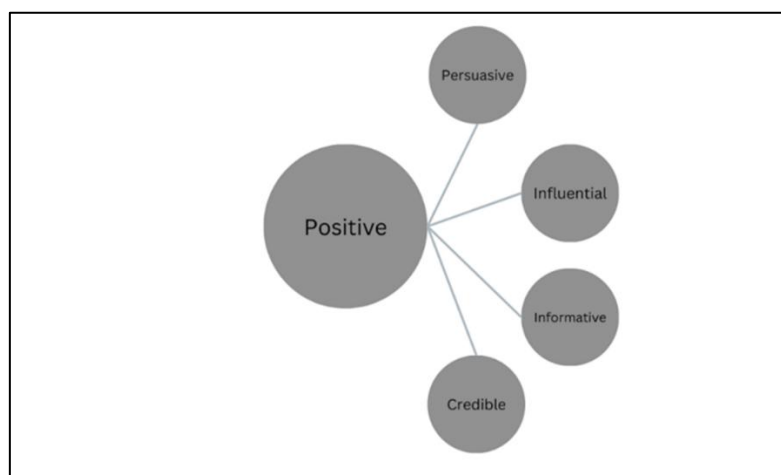 Persuasive
Influential
Positive
Informative
Credible